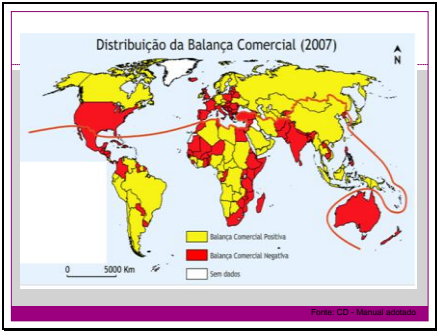 Distribuição da Balança Comercial (2007)
N
Balança Comercial Positiva
Balança Comercial Negativa
Sem dados
0 5000 Km
Fonte: CD - Manual adotado